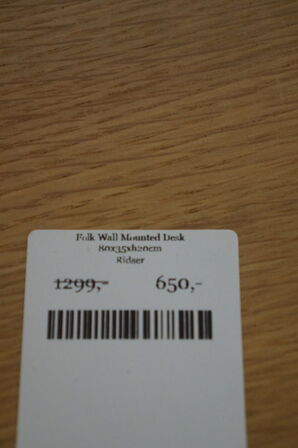 Folk Wall Mounted Desk
80x35xh20cm
Ridser
1299,- 650,-